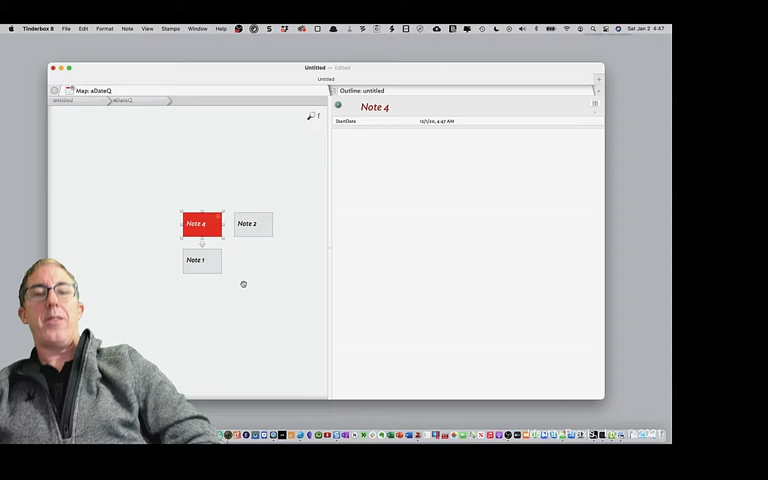 Tinderbox 8 File Edit Format Note View Stamps Window Help Sat Jan 2 4:47
Untitled — Edited
Untitled
Map: aDateQ
Outline: untitled
untitled aDateQ
Note 4
StartDate 12/1/20, 4:47 AM
Note 4
Note 2
Note 1